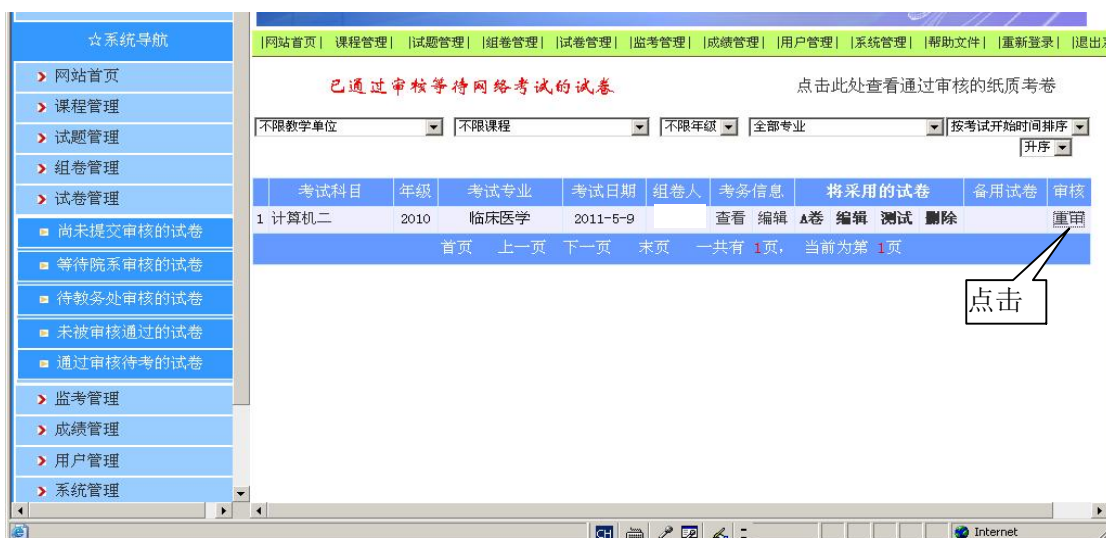 ☆系统导航
网站首页
课程管理
试题管理
组卷管理
试卷管理
尚未提交审核的试卷
等待院系审核的试卷
待教务处审核的试卷
未被审核通过的试卷
通过审核待考的试卷
监考管理
成绩管理
用户管理
系统管理
|网站首页| 课程管理| |试题管理| |组卷管理| |试卷管理| |监考管理| |成绩管理| |用户管理| |系统管理| |帮助文件| |重新登录| |退出
已通过审核等待网络考试的试卷 点击此处查看通过审核的纸质考卷
不限教学单位 不限课程 不限年级 全部专业 按考试开始时间排序
升序
考试科目 年级 考试专业 考试日期 组卷人 考务信息 将采用的试卷 备用试卷 审核
1 计算机二 2010 临床医学 2011-5-9 查看 编辑 A卷 编辑 测试 删除 重审
首页 上一页 下一页 末页 一共有 1页, 当前为第 1页
点击
CH
Internet